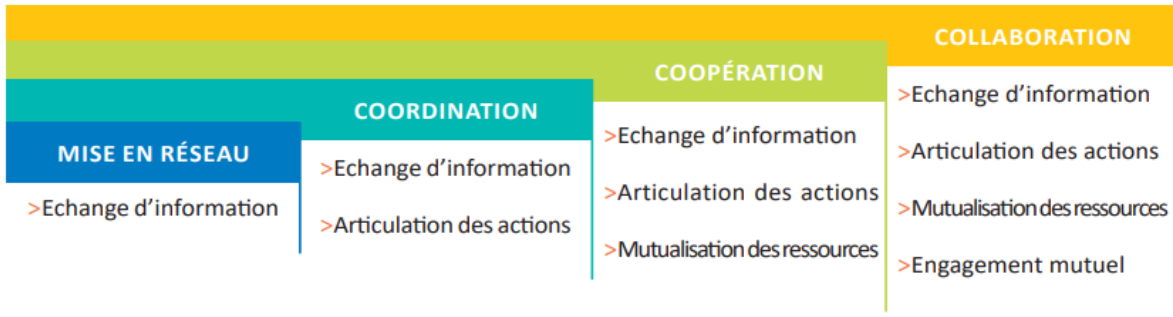 MISE EN RÉSEAU
>Echange d'information
COORDINATION
>Echange d'information
>Articulation des actions
COOPÉRATION
>Echange d'information
>Articulation des actions
>Mutualisation des ressources
COLLABORATION
>Echange d'information
>Articulation des actions
>Mutualisation des ressources
>Engagement mutuel